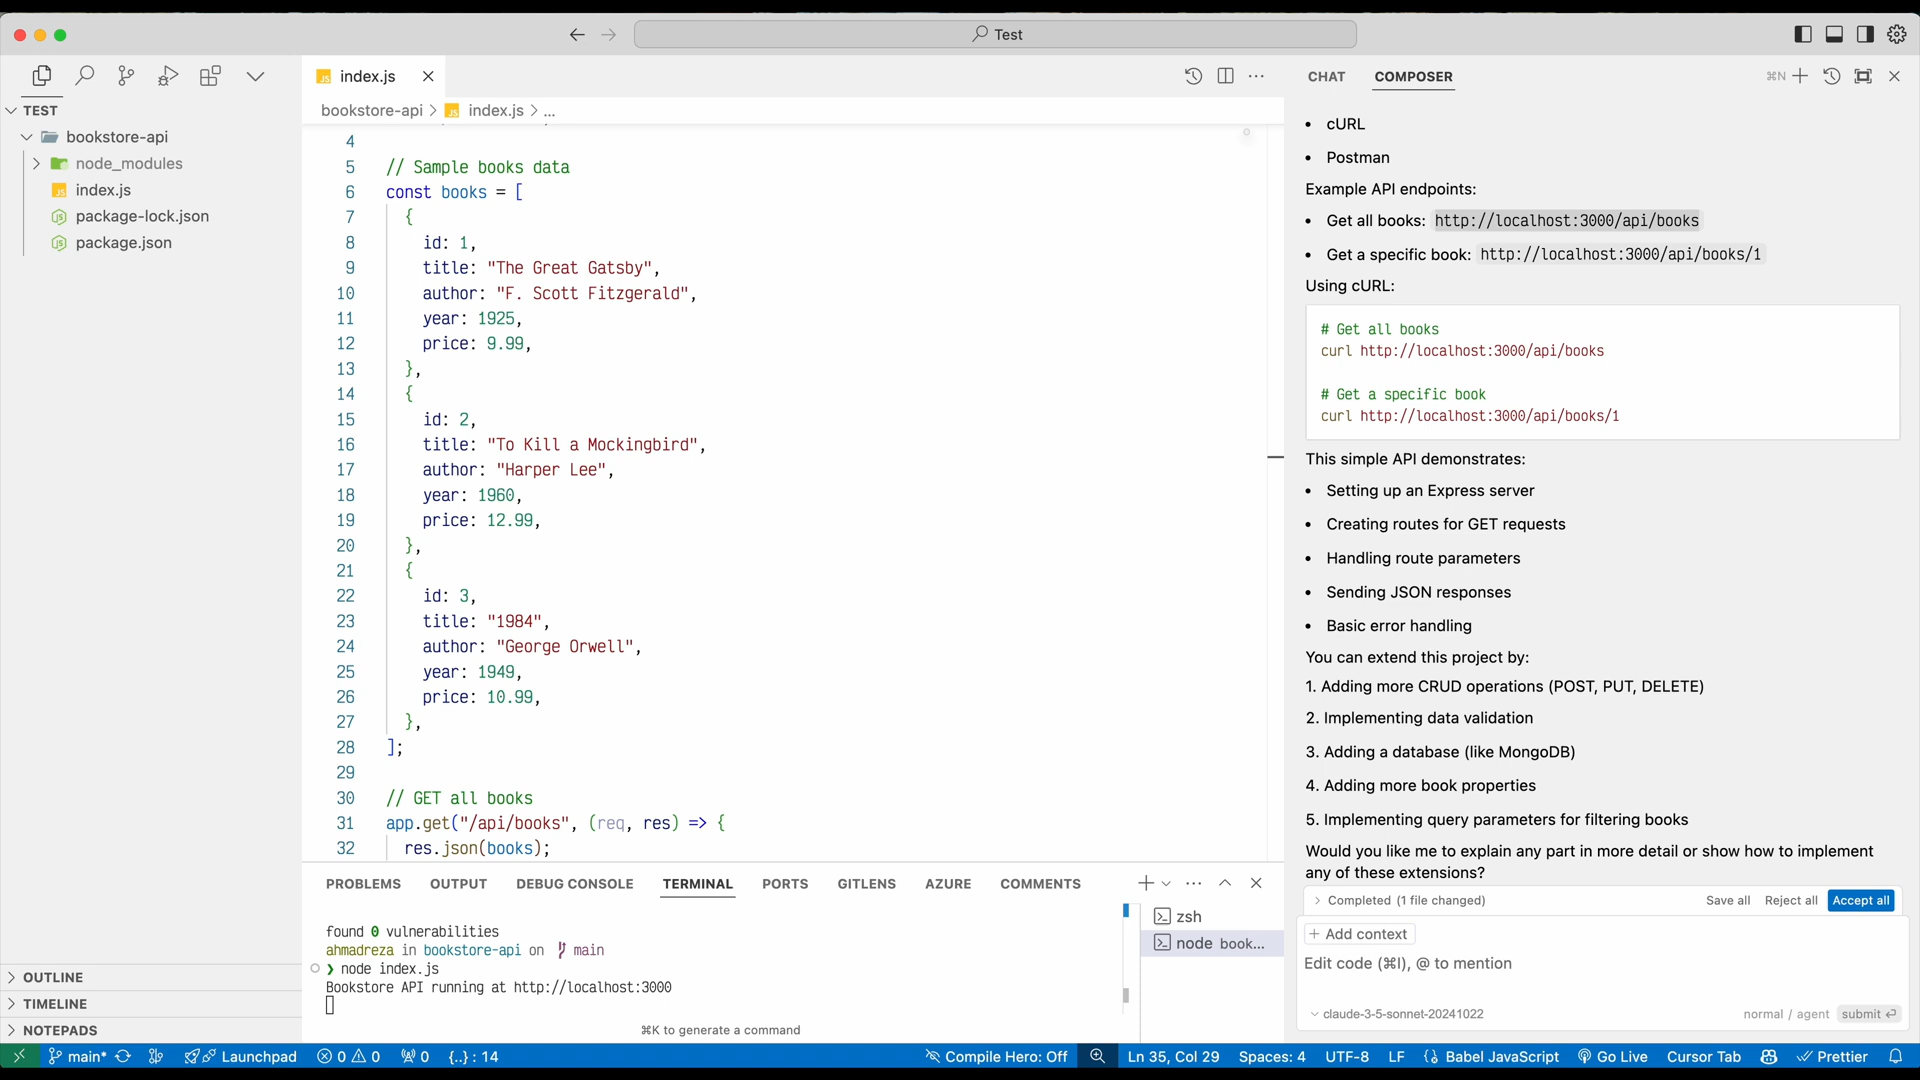 Test
index.js
CHAT
COMPOSER
⌘N
TEST
bookstore-api
node_modules
index.js
package-lock.json
package.json
OUTLINE
TIMELINE
NOTEPADS
bookstore-api > index.js > ...
4
5 // Sample books data
6 const books = [
7 {
8 id: 1,
9 title: "The Great Gatsby",
10 author: "F. Scott Fitzgerald",
11 year: 1925,
12 price: 9.99,
13 },
14 {
15 id: 2,
16 title: "To Kill a Mockingbird",
17 author: "Harper Lee",
18 year: 1960,
19 price: 12.99,
20 },
21 {
22 id: 3,
23 title: "1984",
24 author: "George Orwell",
25 year: 1949,
26 price: 10.99,
27 },
28 ];
29
30 // GET all books
31 app.get("/api/books", (req, res) => {
32 res.json(books);
PROBLEMS OUTPUT DEBUG CONSOLE TERMINAL PORTS GITLENS AZURE COMMENTS
found 0 vulnerabilities
ahmadreza in bookstore-api on main
❯ node index.js
Bookstore API running at http://localhost:3000
⌘K to generate a command
zsh
node book...
• cURL
• Postman
Example API endpoints:
• Get all books: http://localhost:3000/api/books
• Get a specific book: http://localhost:3000/api/books/1
Using cURL:
# Get all books
curl http://localhost:3000/api/books
# Get a specific book
curl http://localhost:3000/api/books/1
This simple API demonstrates:
• Setting up an Express server
• Creating routes for GET requests
• Handling route parameters
• Sending JSON responses
• Basic error handling
You can extend this project by:
1. Adding more CRUD operations (POST, PUT, DELETE)
2. Implementing data validation
3. Adding a database (like MongoDB)
4. Adding more book properties
5. Implementing query parameters for filtering books
Would you like me to explain any part in more detail or show how to implement
any of these extensions?
Completed (1 file changed) Save all Reject all Accept all
+ Add context
Edit code (⌘I), @ to mention
claude-3-5-sonnet-20241022 normal / agent submit ⏎
main* Launchpad 0 0 0 {..} : 14 Compile Hero: Off Ln 35, Col 29 Spaces: 4 UTF-8 LF Babel JavaScript Go Live Cursor Tab Prettier